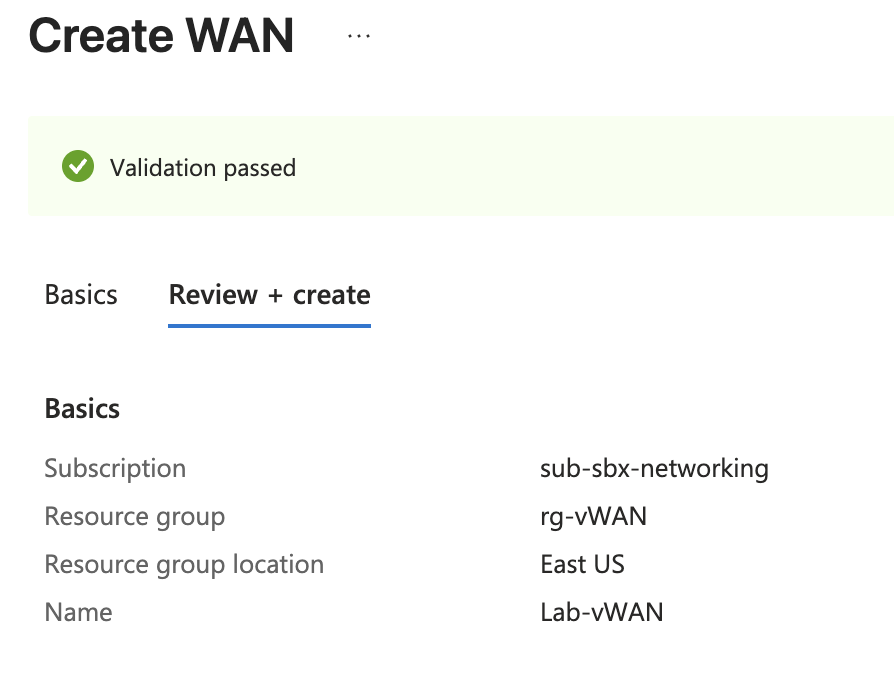 Create WAN ...
Validation passed
Basics Review + create
Basics
Subscription sub-sbx-networking
Resource group rg-vWAN
Resource group location East US
Name Lab-vWAN